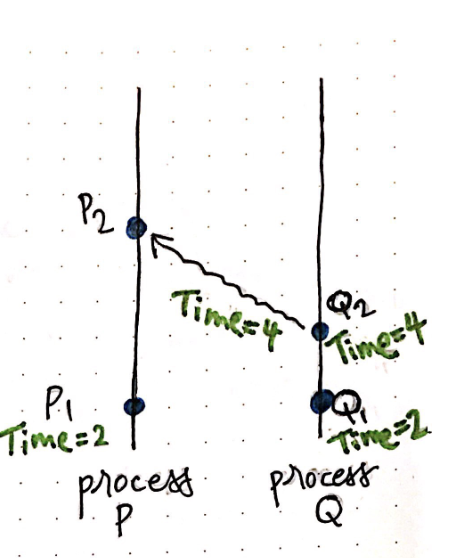 P2
Time=4
Q2
Time=4
P1
Time=2
Q1
Time=2
process
P
process
Q